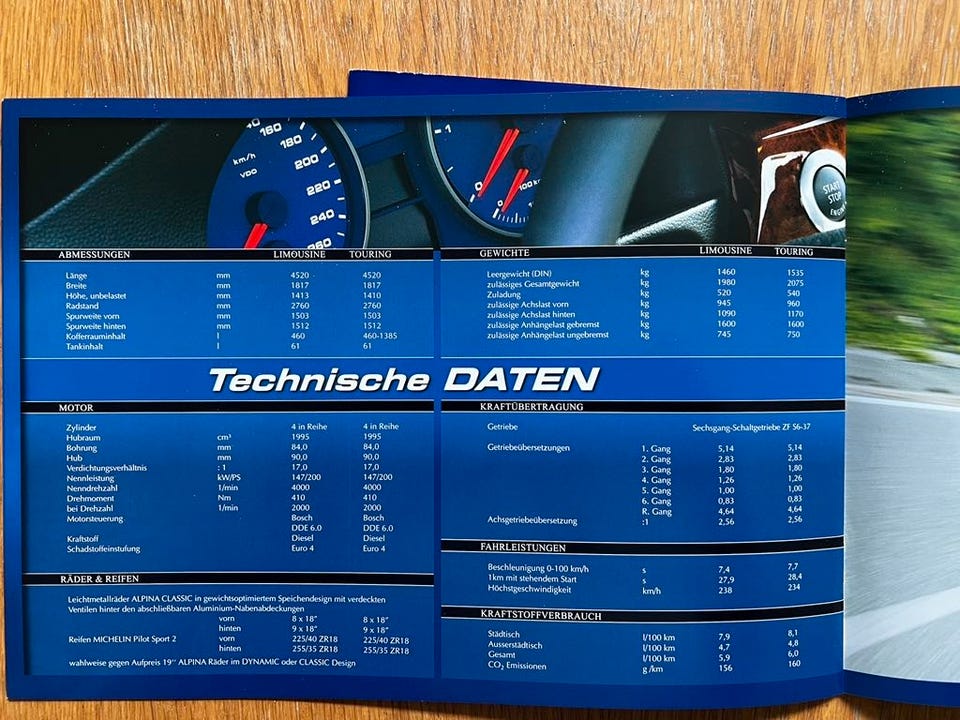 160
180
200
220
240
260
km/h
VDO
1
0
0
100
START
STOP
ENGINE
ABMESSUNGEN LIMOUSINE TOURING
Länge mm 4520 4520
Breite mm 1817 1817
Höhe, unbelastet mm 1413 1410
Radstand mm 2760 2760
Spurweite vorn mm 1503 1503
Spurweite hinten mm 1512 1512
Kofferrauminhalt l 460 460-1385
Tankinhalt l 61 61
GEWICHTE LIMOUSINE TOURING
Leergewicht (DIN) kg 1460 1535
zulässiges Gesamtgewicht kg 1980 2075
Zuladung kg 520 540
zulässige Achslast vorn kg 945 960
zulässige Achslast hinten kg 1090 1170
zulässige Anhängelast gebremst kg 1600 1600
zulässige Anhängelast ungebremst kg 745 750
Technische DATEN
MOTOR
Zylinder 4 in Reihe 4 in Reihe
Hubraum cm³ 1995 1995
Bohrung mm 84,0 84,0
Hub mm 90,0 90,0
Verdichtungsverhältnis : 1 17,0 17,0
Nennleistung kW/PS 147/200 147/200
Nenndrehzahl 1/min 4000 4000
Drehmoment Nm 410 410
bei Drehzahl 1/min 2000 2000
Motorsteuerung Bosch Bosch
DDE 6.0 DDE 6.0
Kraftstoff Diesel Diesel
Schadstoffeinstufung Euro 4 Euro 4
RÄDER & REIFEN
Leichtmetallräder ALPINA CLASSIC in gewichtsoptimiertem Speichendesign mit verdeckten
Ventilen hinter den abschließbaren Aluminium-Nabenabdeckungen
vorn 8 x 18" 8 x 18"
hinten 9 x 18" 9 x 18"
Reifen MICHELIN Pilot Sport 2 vorn 225/40 ZR18 225/40 ZR18
hinten 255/35 ZR18 255/35 ZR18
wahlweise gegen Aufpreis 19'' ALPINA Räder im DYNAMIC oder CLASSIC Design
KRAFTÜBERTRAGUNG
Getriebe Sechsgang-Schaltgetriebe ZF S6-37
Getriebeübersetzungen 1. Gang 5,14 5,14
2. Gang 2,83 2,83
3. Gang 1,80 1,80
4. Gang 1,26 1,26
5. Gang 1,00 1,00
6. Gang 0,83 0,83
R. Gang 4,64 4,64
Achsgetriebeübersetzung :1 2,56 2,56
FAHRLEISTUNGEN
Beschleunigung 0-100 km/h s 7,4 7,7
1km mit stehendem Start s 27,9 28,4
Höchstgeschwindigkeit km/h 238 234
KRAFTSTOFFVERBRAUCH
Städtisch l/100 km 7,9 8,1
Ausserstädtisch l/100 km 4,7 4,8
Gesamt l/100 km 5,9 6,0
CO₂ Emissionen g /km 156 160